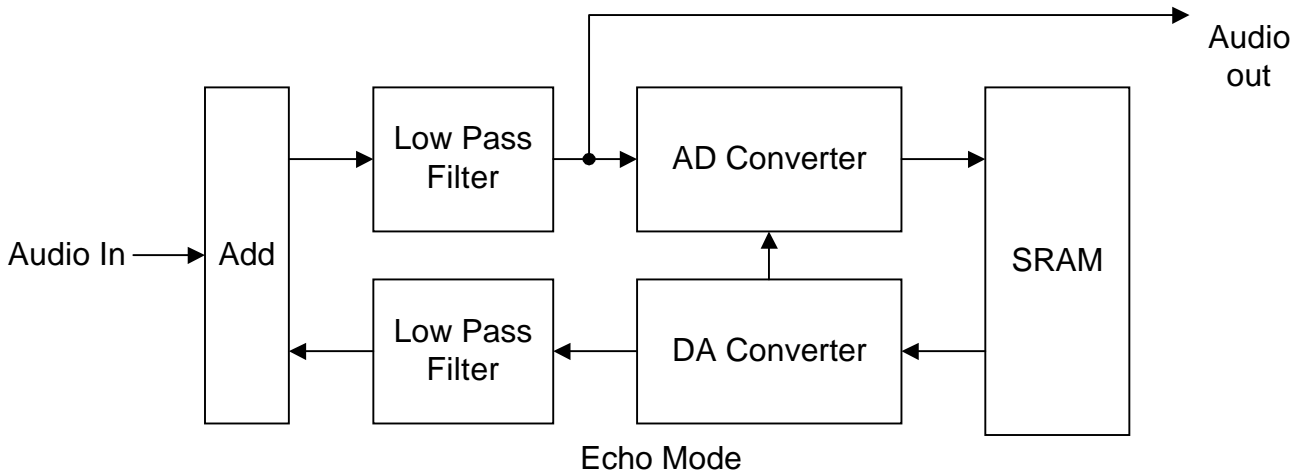 Audio
out
Low Pass
Filter
AD Converter
Audio In
Add
SRAM
Low Pass
Filter
DA Converter
Echo Mode